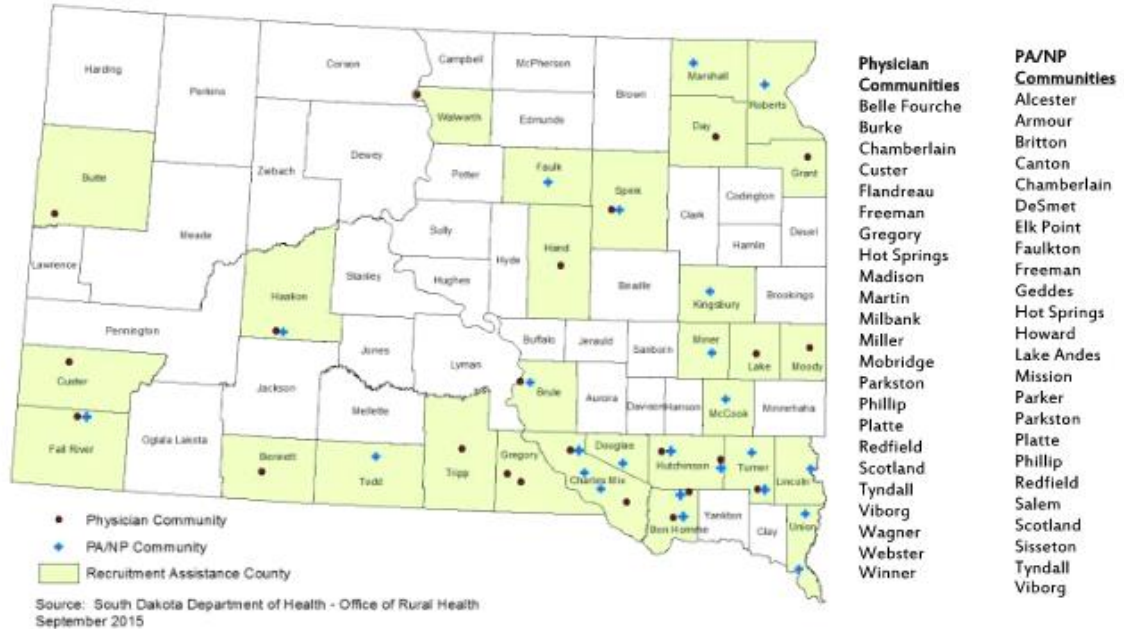 Harding
Perkins
Corson
Campbell
McPherson
Brown
Marshall
Roberts
Walworth
Edmunds
Day
Grant
Butte
Ziebach
Dewey
Potter
Faulk
Spink
Clark
Codington
Hamlin
Deuel
Meade
Lawrence
Sully
Hyde
Hand
Haakon
Stanley
Hughes
Beadle
Kingsbury
Brookings
Pennington
Jones
Lyman
Buffalo
Jerauld
Sanborn
Miner
Lake
Moody
Custer
Jackson
Mellette
Brule
Aurora
Davison
Hanson
McCook
Minnehaha
Fall River
Oglala Lakota
Bennett
Todd
Tripp
Gregory
Charles Mix
Douglas
Hutchinson
Turner
Lincoln
Bon Homme
Yankton
Clay
Union
Physician Community
PA/NP Community
Recruitment Assistance County
Source: South Dakota Department of Health - Office of Rural Health
September 2015
Physician
Communities
Belle Fourche
Burke
Chamberlain
Custer
Flandreau
Freeman
Gregory
Hot Springs
Madison
Martin
Milbank
Miller
Mobridge
Parkston
Phillip
Platte
Redfield
Scotland
Tyndall
Viborg
Wagner
Webster
Winner
PA/NP
Communities
Alcester
Armour
Britton
Canton
Chamberlain
DeSmet
Elk Point
Faulkton
Freeman
Geddes
Hot Springs
Howard
Lake Andes
Mission
Parker
Parkston
Platte
Phillip
Redfield
Salem
Scotland
Sisseton
Tyndall
Viborg